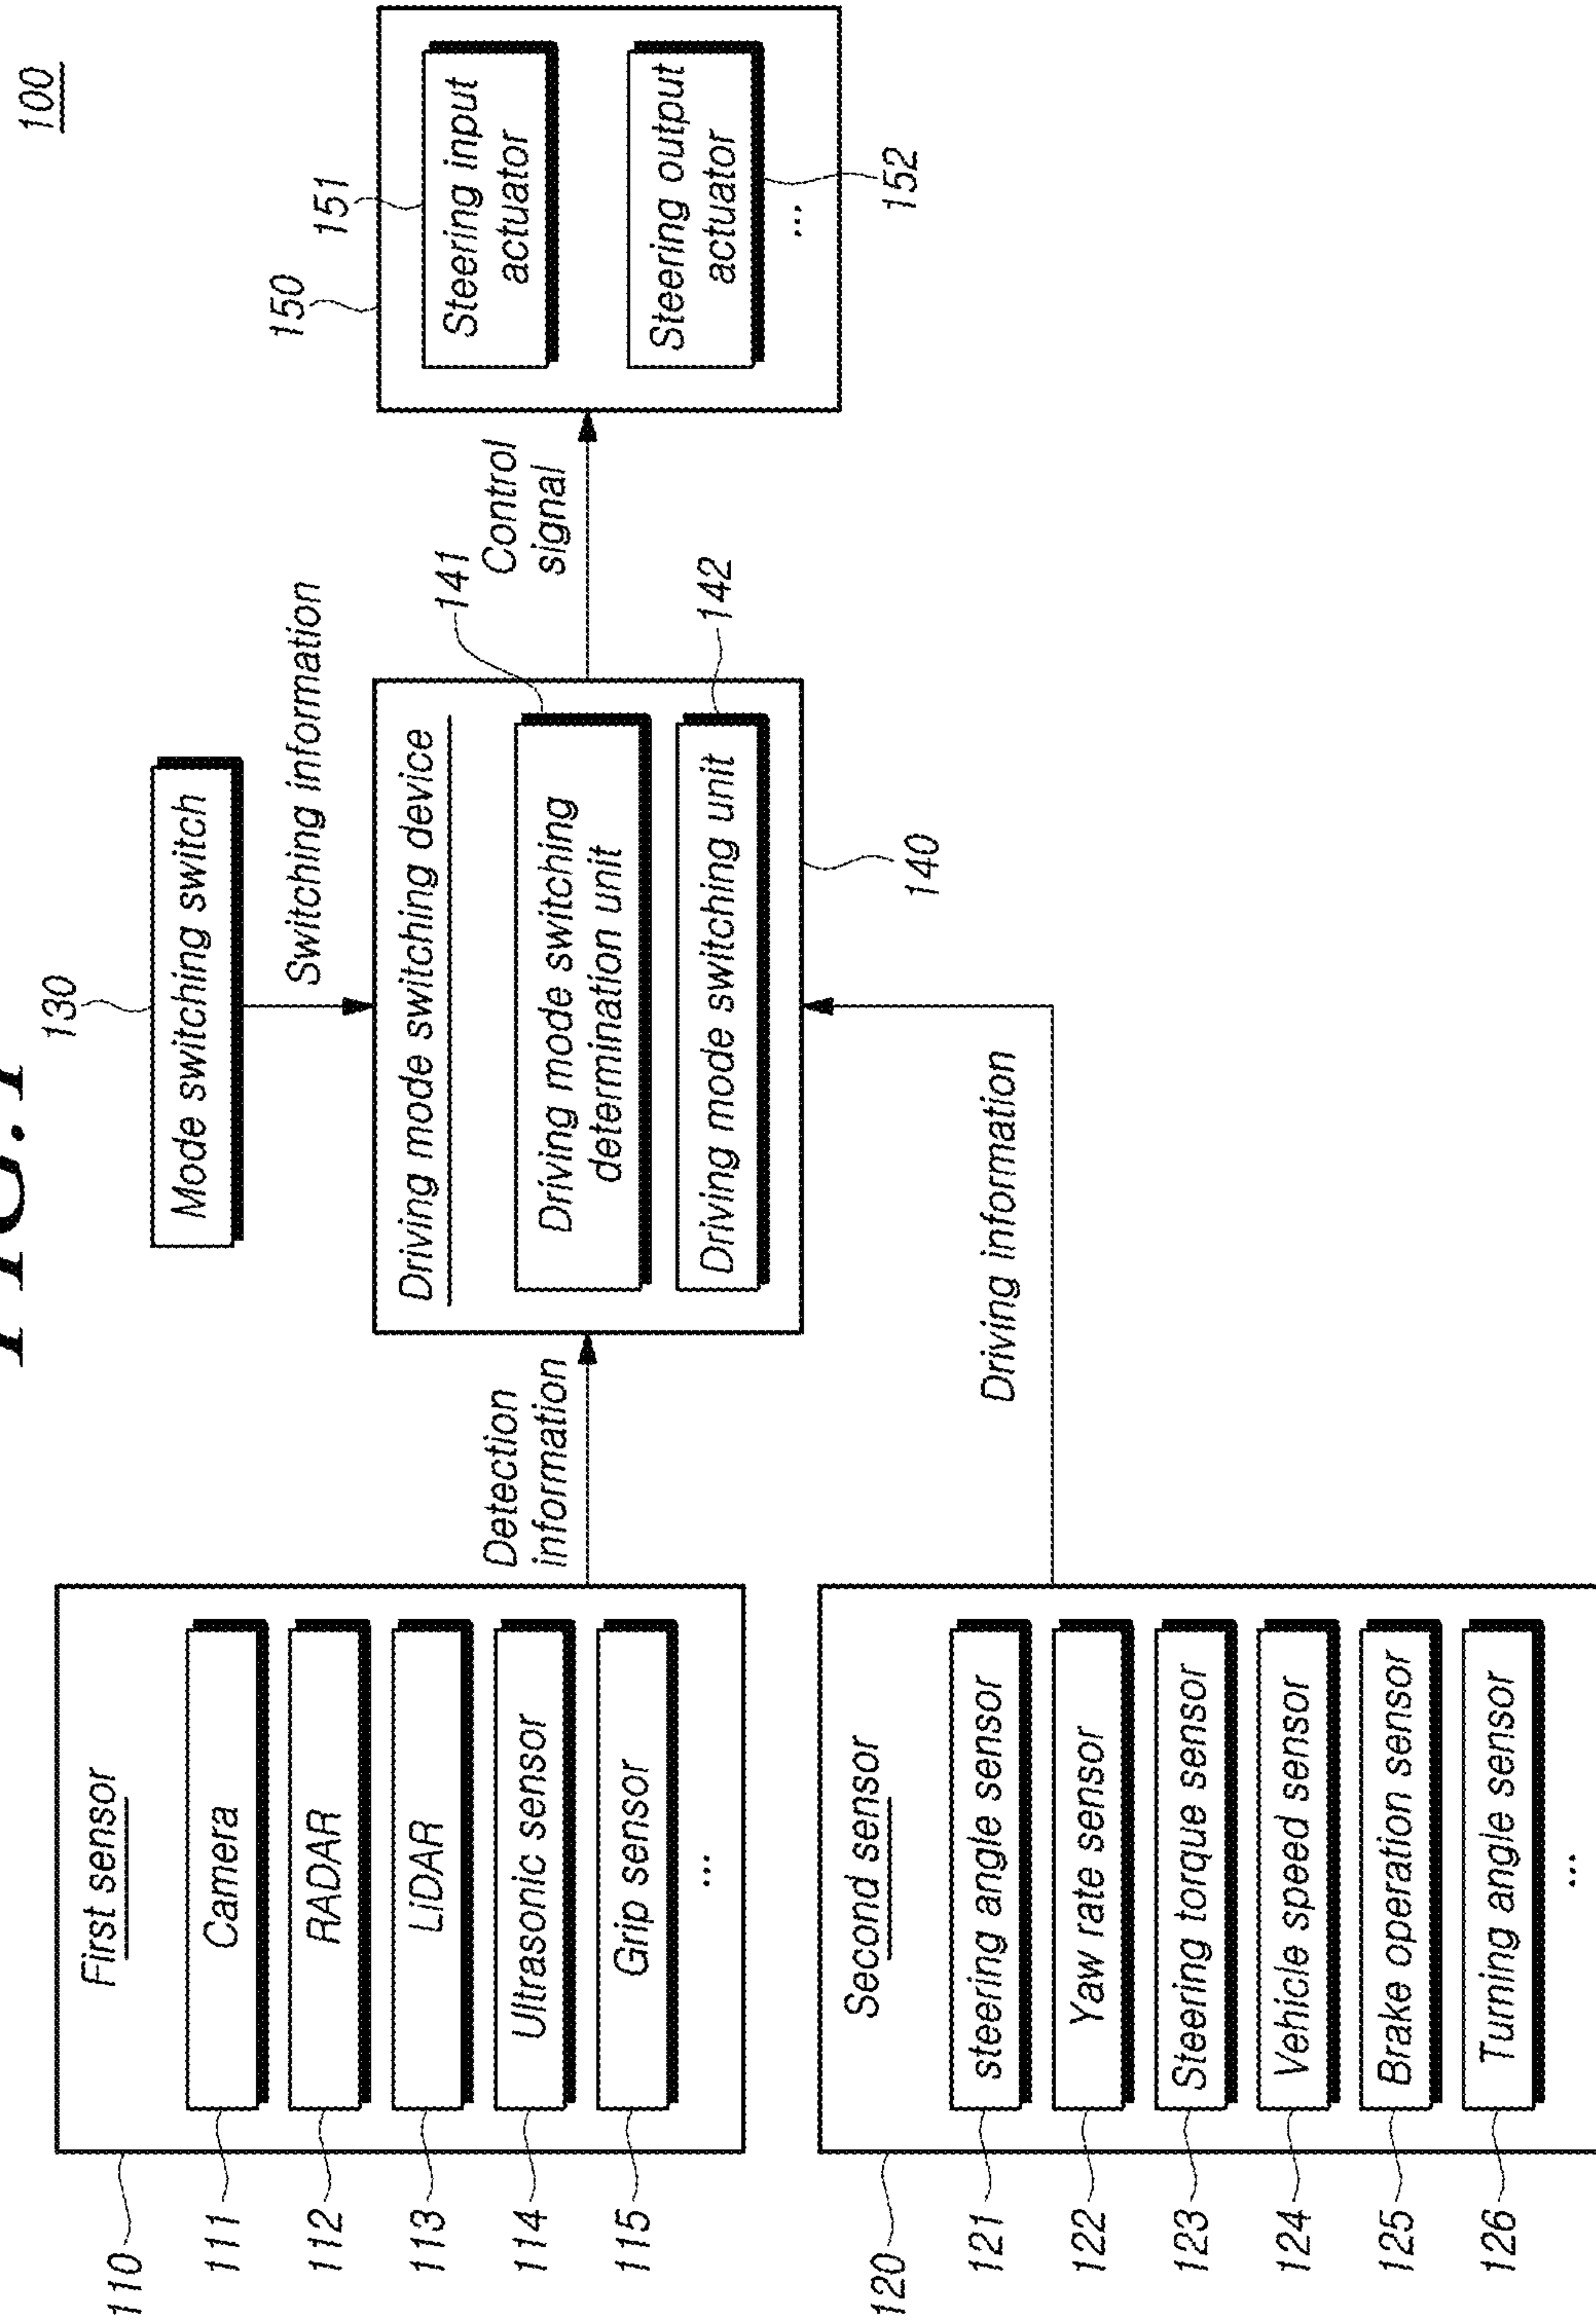 FIG. 1
100
130
Mode switching switch
Switching information
110
First sensor
111
Camera
112
RADAR
113
LiDAR
114
Ultrasonic sensor
115
Grip sensor
...
Detection
information
Driving mode switching device
141
Driving mode switching
determination unit
142
Driving mode switching unit
140
Control
signal
150
151
Steering input
actuator
Steering output
actuator
152
...
Driving information
120
Second sensor
121
steering angle sensor
122
Yaw rate sensor
123
Steering torque sensor
124
Vehicle speed sensor
125
Brake operation sensor
126
Turning angle sensor
...